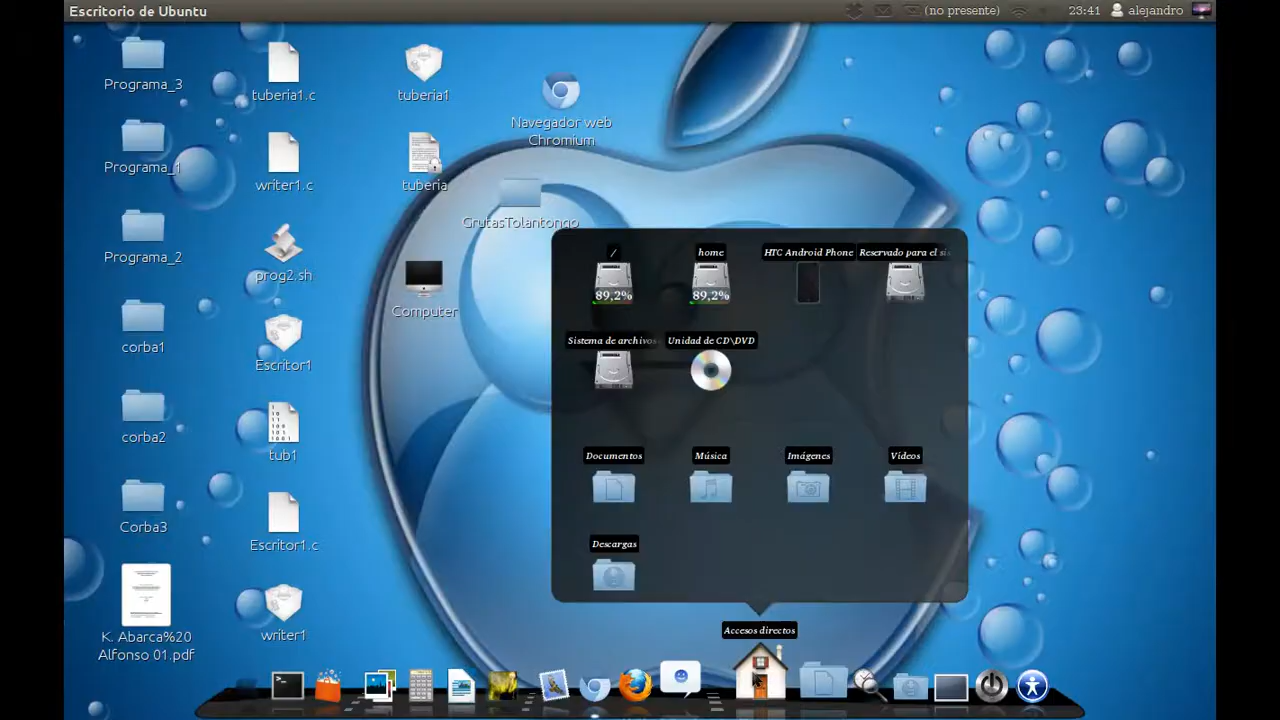 Escritorio de Ubuntu
(no presente)
23:41
alejandro
Programa_3
Programa_1
Programa_2
corba1
corba2
Corba3
K. Abarca%20
Alfonso 01.pdf
tuberia1.c
writer1.c
prog2.sh
Escritor1
tub1
Escritor1.c
writer1
tuberia1
tuberia
Computer
Navegador web
Chromium
GrutasTolantongo
/
89,2%
home
89,2%
HTC Android Phone
Reservado para el sis
Sistema de archivos
Unidad de CD\DVD
Documentos
Música
Imágenes
Vídeos
Descargas
Accesos directos